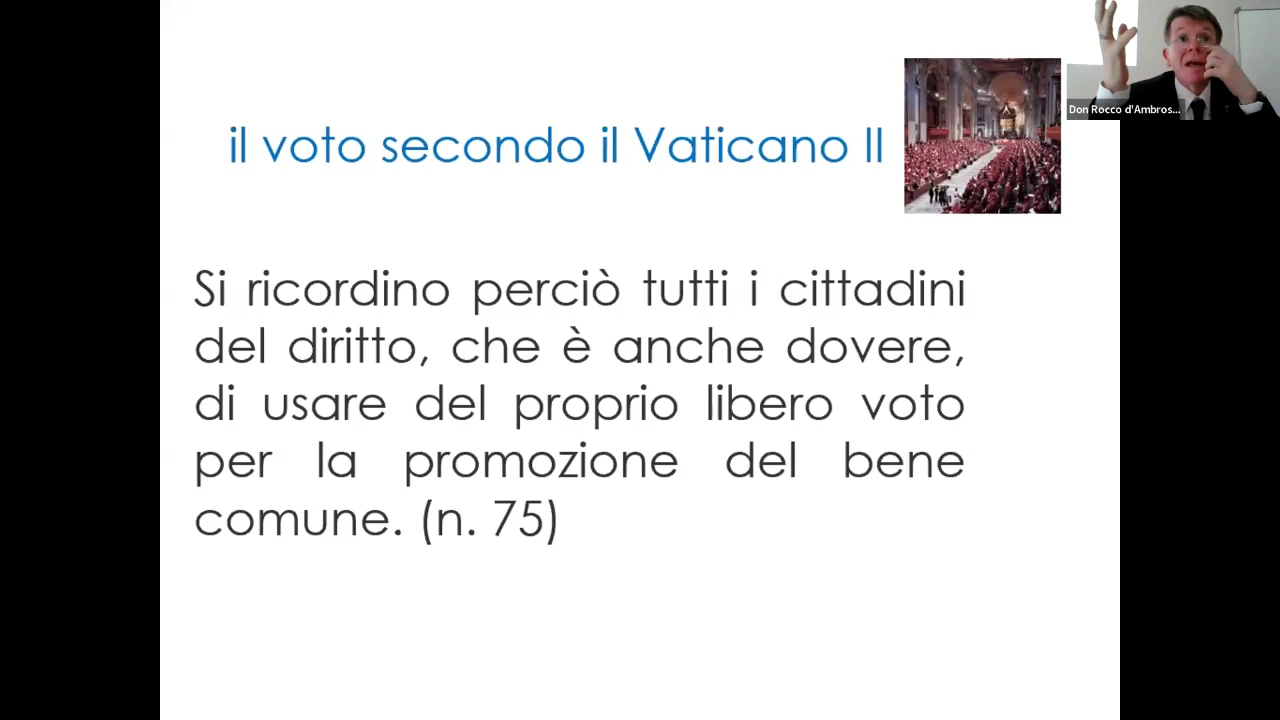 il voto secondo il Vaticano II
Don Rocco d'Ambros...
Si ricordino perciò tutti i cittadini
del diritto, che è anche dovere,
di usare del proprio libero voto
per la promozione del bene
comune. (n. 75)